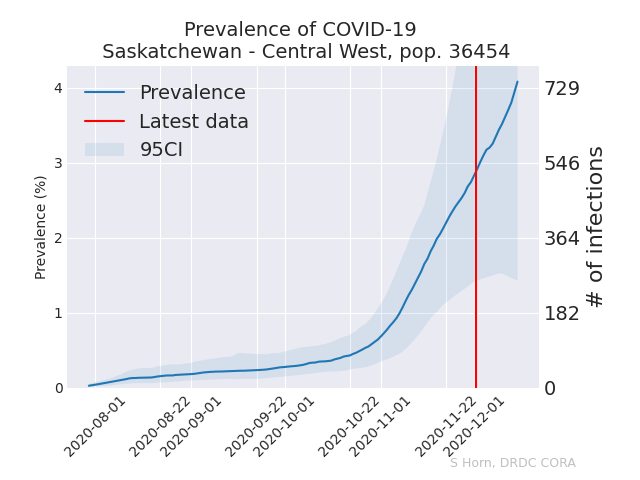 Prevalence of COVID-19
Saskatchewan - Central West, pop. 36454
Prevalence
Latest data
95CI
Prevalence (%)
4
3
2
1
0
729
546
364
182
0
# of infections
2020-08-01
2020-08-22
2020-09-01
2020-09-22
2020-10-01
2020-10-22
2020-11-01
2020-11-22
2020-12-01
S Horn, DRDC CORA